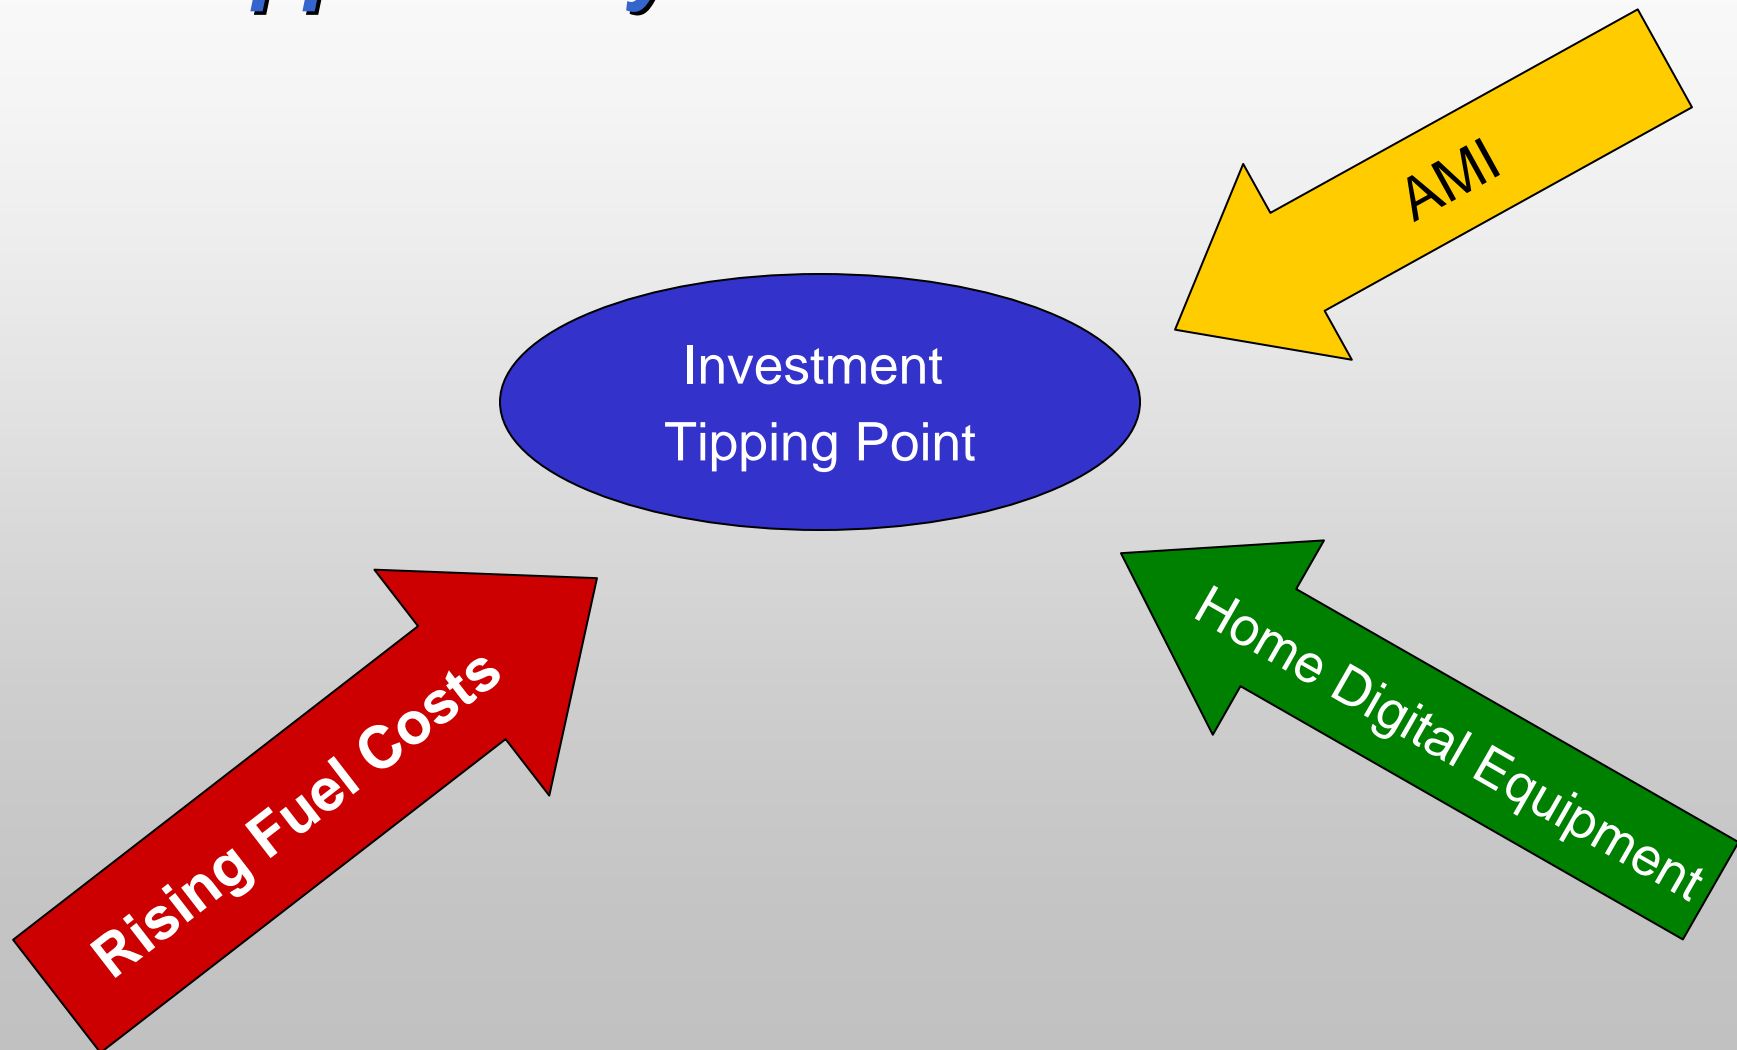 AMI
Investment
Tipping Point
Home Digital Equipment
Rising Fuel Costs